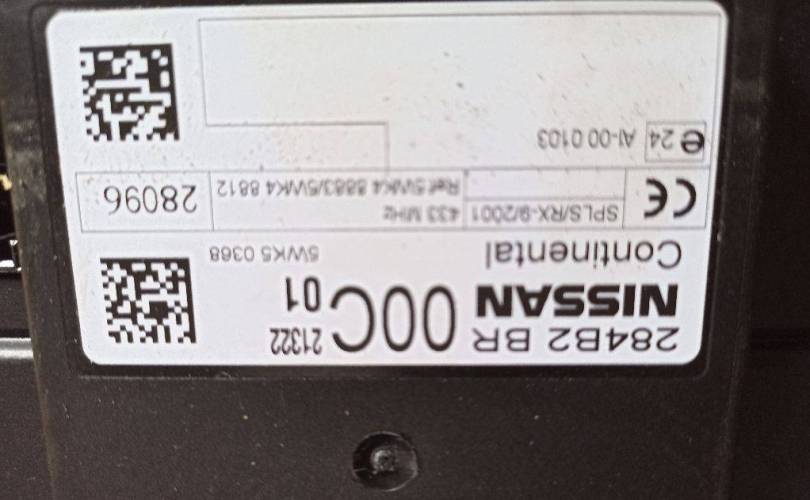 284B2 BR 00C 21322
NISSAN 01
Continental 5WK5 0368
CE SPLS/RX-9/2001 433 MHz 28096
Ref:5WK4 8883/5WK4 8812
e 24 AI-00 0103